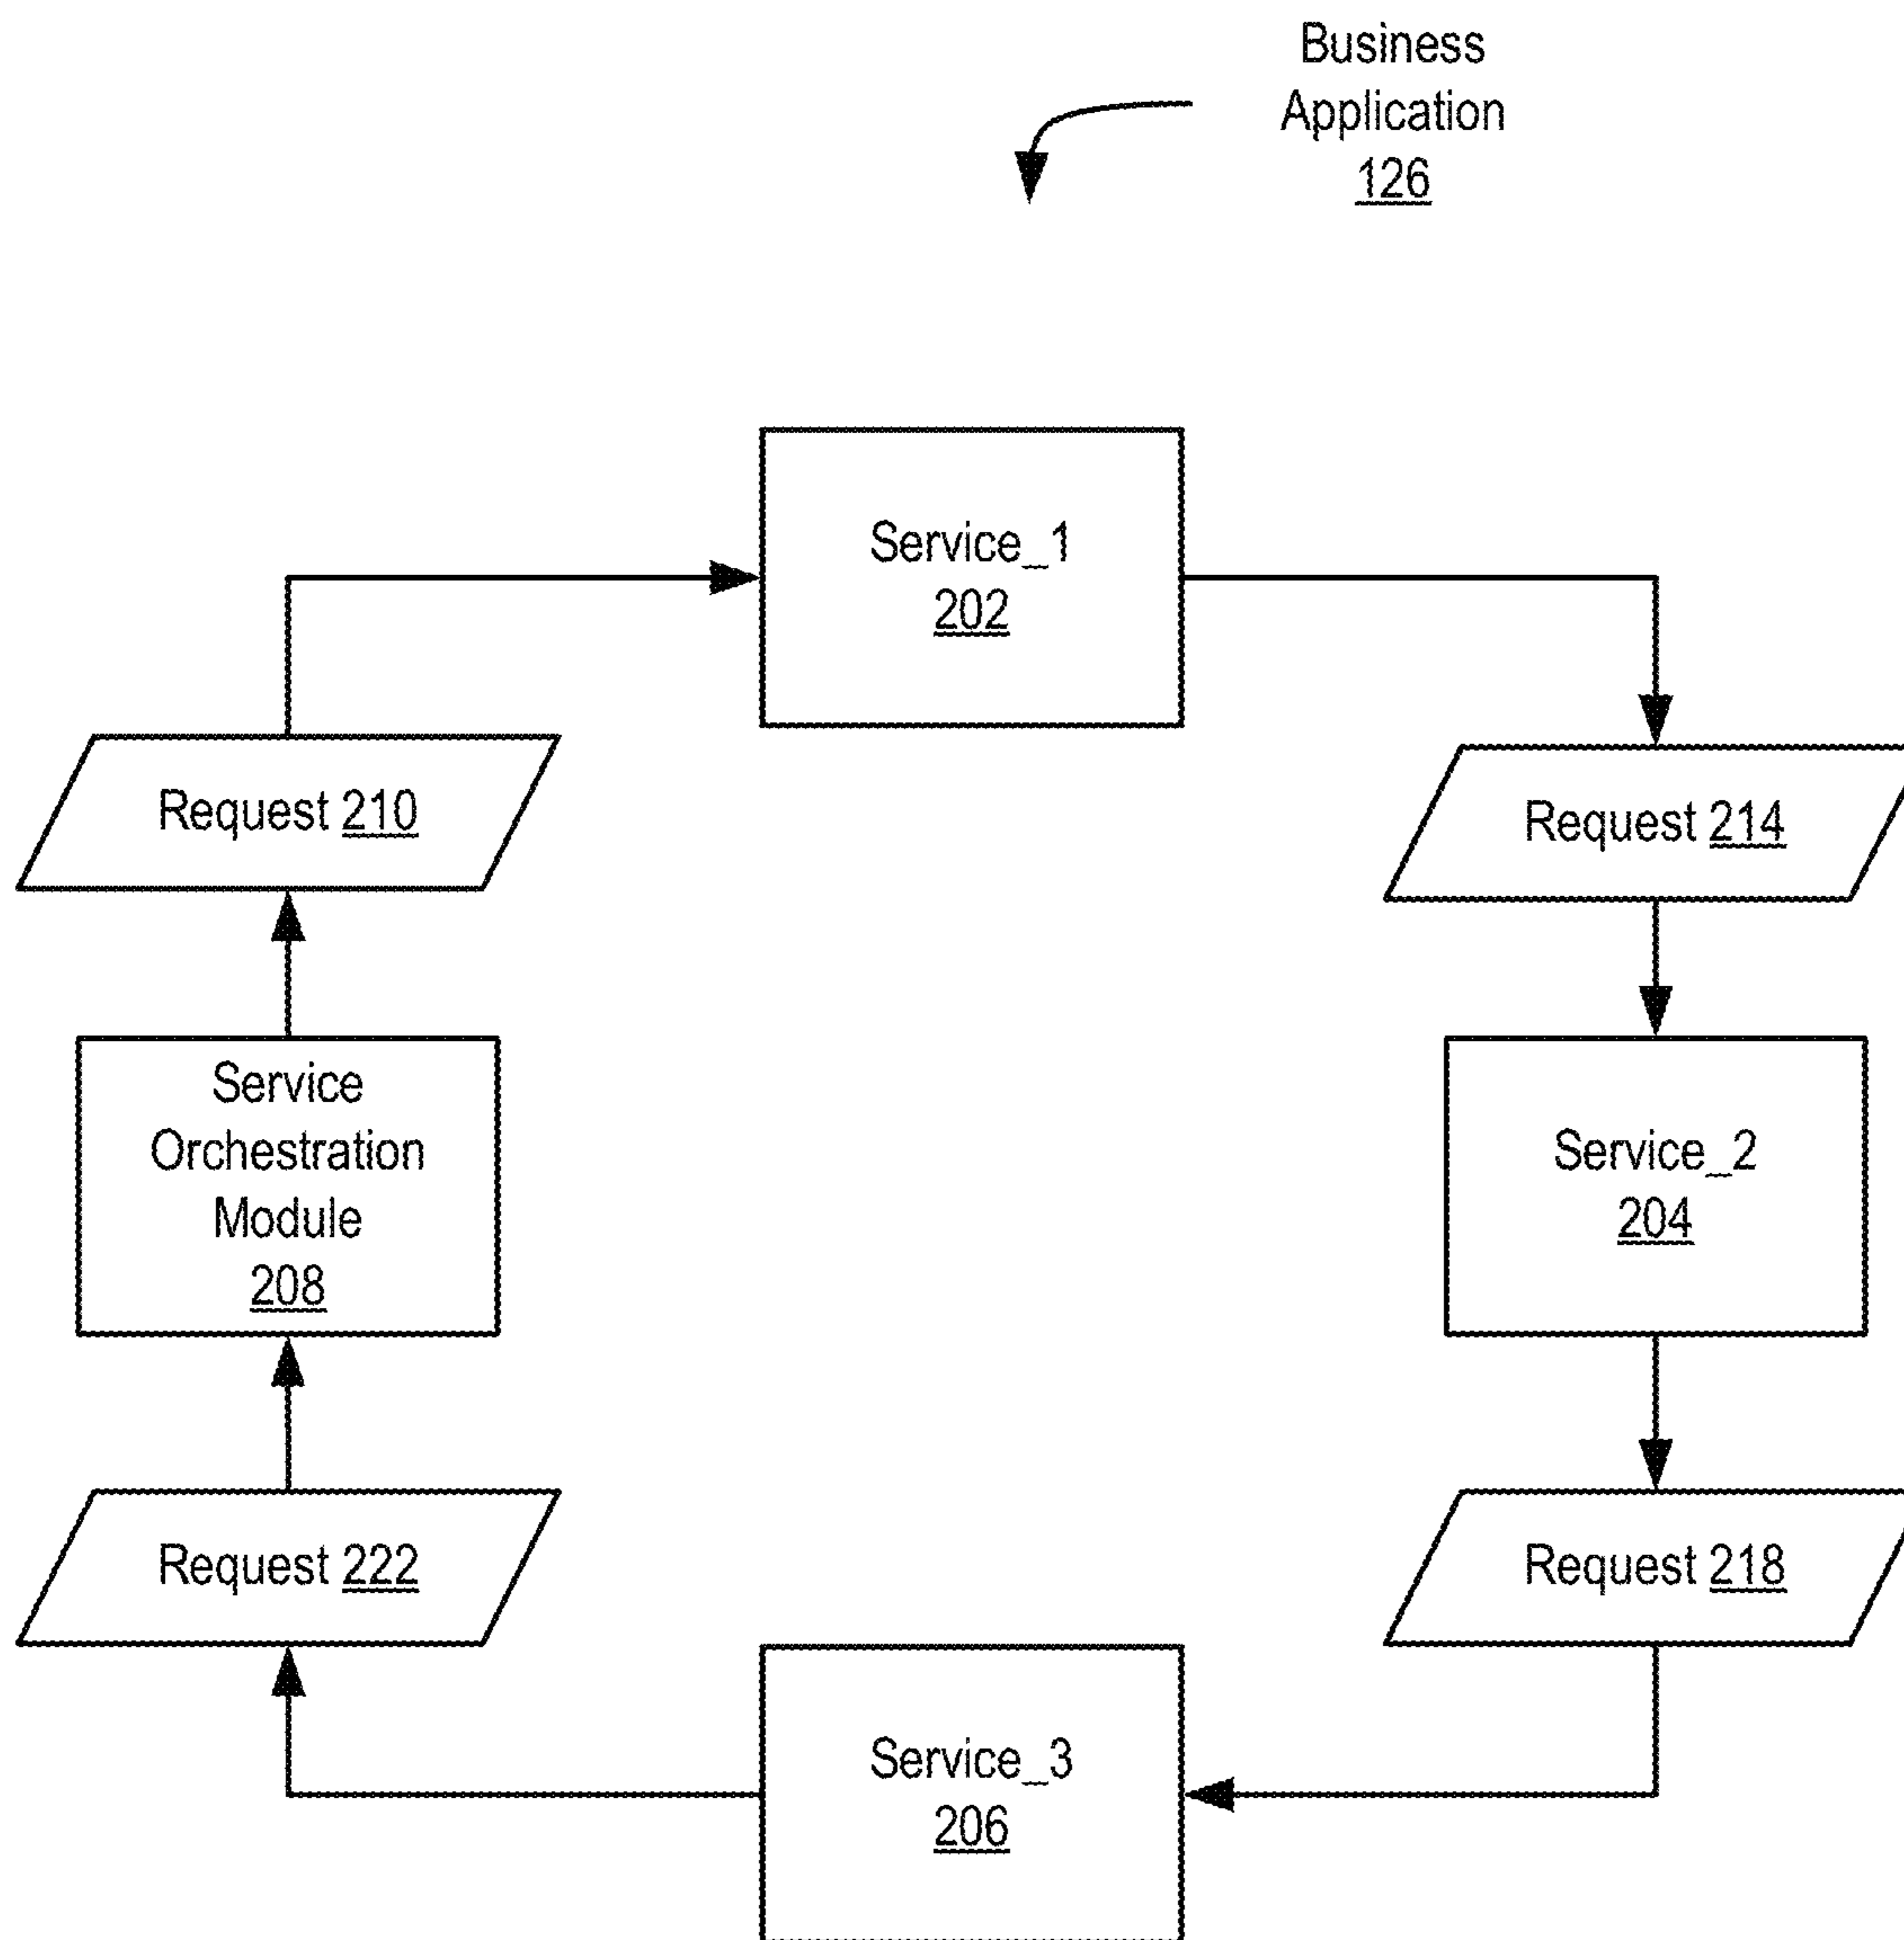 Business
Application
126
Service_1
202
Request 210
Request 214
Service
Orchestration
Module
208
Service_2
204
Request 222
Request 218
Service_3
206